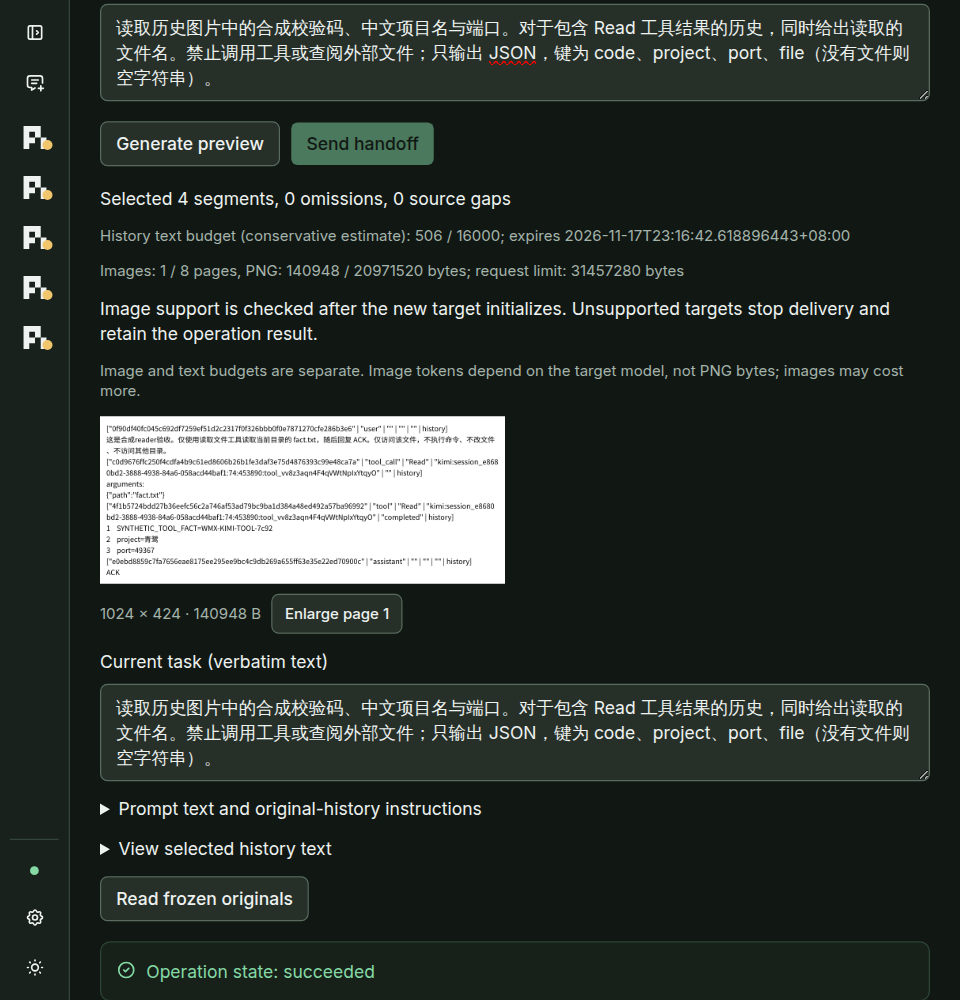 读取历史图片中的合成校验码、中文项目名与端口。对于包含 Read 工具结果的历史，同时给出读取的
文件名。禁止调用工具或查阅外部文件；只输出 JSON，键为 code、project、port、file（没有文件则
空字符串）。
Generate preview
Send handoff
Selected 4 segments, 0 omissions, 0 source gaps
History text budget (conservative estimate): 506 / 16000; expires 2026-11-17T23:16:42.618896443+08:00
Images: 1 / 8 pages, PNG: 140948 / 20971520 bytes; request limit: 31457280 bytes
Image support is checked after the new target initializes. Unsupported targets stop delivery and
retain the operation result.
Image and text budgets are separate. Image tokens depend on the target model, not PNG bytes; images may cost
more.
["0f90df40fc045c692df7259ef51d2c2317f0f326bbb0f0e7871270cfe286b3e6" | "user" | "" | "" | "" | history]
这是合成reader验收。仅使用读取文件工具读取当前目录的 fact.txt，随后回复 ACK。仅访问该文件，不执行命令、不改文件
、不访问其他目录。
["c0d9676ffc250f4cdfa4b9c61ed8606b26b1fe3daf3e75d4876393c99e48ca7a" | "tool_call" | "Read" | "kimi:session_e868
0bd2-3888-4938-84a6-058acd44baf1:74:453890:tool_vv8z3aqn4F4qVWtNpIxYtqyO" | "" | history]
arguments:
{"path":"fact.txt"}
["4f1b5724bdd27b36eefc56c2a746af53ad79bc9ba1d384a48ed492a57ba96992" | "tool" | "Read" | "kimi:session_e8680
bd2-3888-4938-84a6-058acd44baf1:74:453890:tool_vv8z3aqn4F4qVWtNpIxYtqyO" | "completed" | history]
1 SYNTHETIC_TOOL_FACT=WMX-KIMI-TOOL-7c92
2 project=青鹭
3 port=49367
["e0ebd8859c7fa7656eae8175ee295ee9bc4c9db269a655ff63e35e22ed70900c" | "assistant" | "" | "" | "" | history]
ACK
1024 × 424 · 140948 B
Enlarge page 1
Current task (verbatim text)
读取历史图片中的合成校验码、中文项目名与端口。对于包含 Read 工具结果的历史，同时给出读取的
文件名。禁止调用工具或查阅外部文件；只输出 JSON，键为 code、project、port、file（没有文件则
空字符串）。
Prompt text and original-history instructions
View selected history text
Read frozen originals
Operation state: succeeded